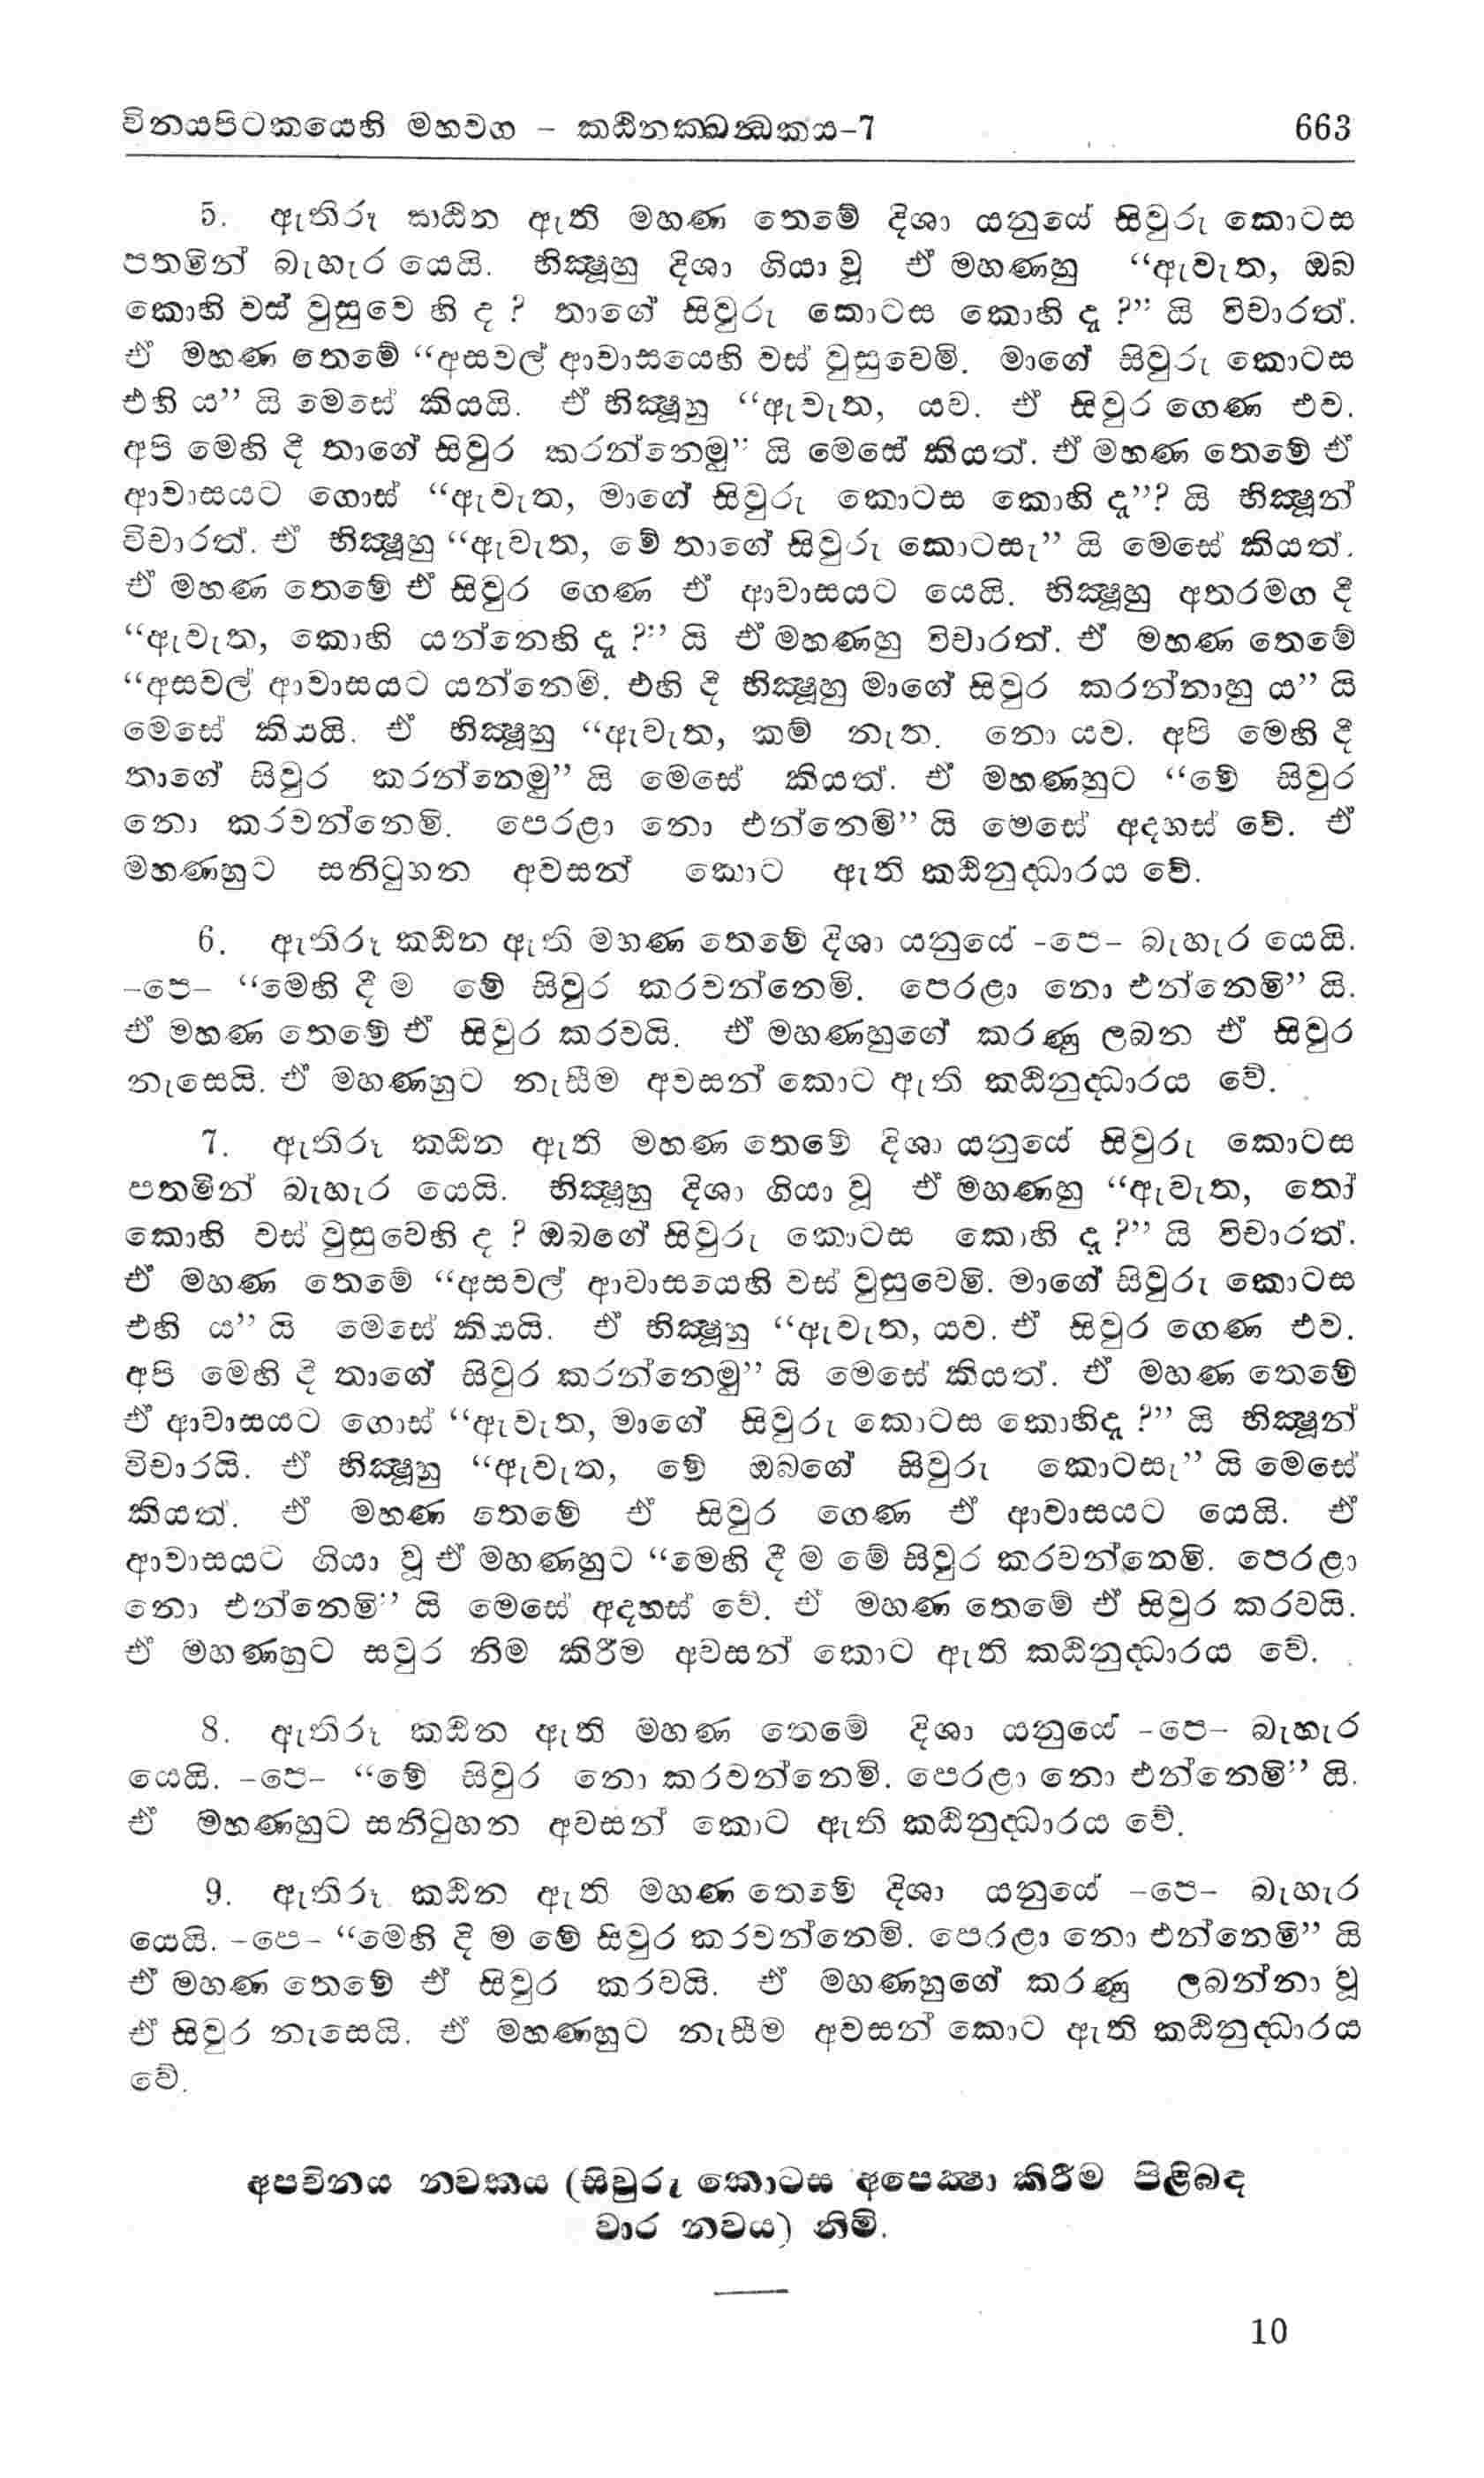 විනයපිටකයෙහි මහවග - කඨිනක්ඛන්ධකය-7 663
5. ඇතිරූ සාඨින ඇති මහණ තෙමේ දිශා යනුයේ සිවුරු කොටස
පතමින් බැහැර යෙයි. භික්‍ෂූහු දිශා ගියා වූ ඒ මහණහු “ඇවැත, ඔබ
කොහි වස් වුසුවෙ හි ද ? තාගේ සිවුරු කොටස කොහි දැ ?” යි විචාරත්.
ඒ මහණ තෙමේ “අසවල් ආවාසයෙහි වස් වුසුවෙමි. මාගේ සිවුරු කොටස
එහි ය” යි මෙසේ කියයි. ඒ භික්‍ෂූහු “ඇවැත, යව. ඒ සිවුර ගෙණ එව.
අපි මෙහි දී තාගේ සිවුර කරන්නෙමු” යි මෙසේ කියත්. ඒ මහණ තෙමේ ඒ
ආවාසයට ගොස් “ඇවැත, මාගේ සිවුරු කොටස කොහි දැ”? යි භික්‍ෂූන්
විචාරත්. ඒ භික්‍ෂූහු “ඇවැත, මේ තාගේ සිවුරු කොටසැ” යි මෙසේ කියත්.
ඒ මහණ තෙමේ ඒ සිවුර ගෙණ ඒ ආවාසයට යෙයි. භික්‍ෂූහු අතරමග දී
“ඇවැත, කොහි යන්නෙහි දැ ?” යි ඒ මහණහු විචාරත්. ඒ මහණ තෙමේ
“අසවල් ආවාසයට යන්නෙමි. එහි දී භික්‍ෂූහු මාගේ සිවුර කරන්නාහු ය” යි
මෙසේ කියයි. ඒ භික්‍ෂූහු “ඇවැත, කම් නැත. නො යව. අපි මෙහි දී
තාගේ සිවුර කරන්නෙමු” යි මෙසේ කියත්. ඒ මහණහුට “මේ සිවුර
නො කරවන්නෙමි. පෙරළා නො එන්නෙමි” යි මෙසේ අදහස් වේ. ඒ
මහණහුට සනිටුහන අවසන් කොට ඇති කඨිනුද්ධාරය වේ.
6. ඇතිරූ කඨින ඇති මහණ තෙමේ දිශා යනුයේ -පෙ- බැහැර යෙයි.
-පෙ- “මෙහි දී ම මේ සිවුර කරවන්නෙමි. පෙරළා නො එන්නෙමි” යි.
ඒ මහණ තෙමේ ඒ සිවුර කරවයි. ඒ මහණහුගේ කරණු ලබන ඒ සිවුර
නැසෙයි. ඒ මහණහුට නැසීම අවසන් කොට ඇති කඨිනුද්ධාරය වේ.
7. ඇතිරූ කඨින ඇති මහණ තෙමේ දිශා යනුයේ සිවුරු කොටස
පතමින් බැහැර යෙයි. භික්‍ෂූහු දිශා ගියා වූ ඒ මහණහු “ඇවැත, තෝ
කොහි වස් වුසුවෙහි ද ? ඔබගේ සිවුරු කොටස කොහි දැ ?” යි විචාරත්.
ඒ මහණ තෙමේ “අසවල් ආවාසයෙහි වස් වුසුවෙමි. මාගේ සිවුරු කොටස
එහි ය” යි මෙසේ කියයි. ඒ භික්‍ෂූහු “ඇවැත, යව. ඒ සිවුර ගෙණ එව.
අපි මෙහි දි තාගේ සිවුර කරන්නෙමු” යි මෙසේ කියත්. ඒ මහණ තෙමේ
ඒ ආවාසයට ගොස් “ඇවැත, මාගේ සිවුරු කොටස කොහිදැ ?” යි භික්‍ෂූන්
විචාරයි. ඒ භික්‍ෂූහු “ඇවැත, මේ ඔබගේ සිවුරු කොටසැ” යි මෙසේ
කියත්. ඒ මහණ තෙමේ ඒ සිවුර ගෙණ ඒ ආවාසයට යෙයි. ඒ
ආවාසයට ගියා වූ ඒ මහණහුට “මෙහි දී ම මේ සිවුර කරවන්නෙමි. පෙරළා
නො එන්නෙමි” යි මෙසේ අදහස් වේ. ඒ මහණ තෙමේ ඒ සිවුර කරවයි.
ඒ මහණහුට සවුර නිම කිරීම අවසන් කොට ඇති කඨිනුද්ධාරය වේ.
8. ඇතිරූ කඨින ඇති මහණ තෙමේ දිශා යනුයේ -පෙ- බැහැර
යෙයි. -පෙ- “මේ සිවුර නො කරවන්නෙමි. පෙරළා නො එන්නෙමි” යි.
ඒ මහණහුට සනිටුහන අවසන් කොට ඇති කඨිනුද්ධාරය වේ.
9. ඇතිරූ කඨින ඇති මහණ තෙමේ දිශා යනුයේ -පෙ- බැහැර
යෙයි. -පෙ- “මෙහි දි ම මේ සිවුර කරවන්නෙමි. පෙරළා නො එන්නෙමි” යි
ඒ මහණ තෙමේ ඒ සිවුර කරවයි. ඒ මහණහුගේ කරණු ලබන්නා වූ
ඒ සිවුර නැසෙයි. ඒ මහණහුට නැසීම අවසන් කොට ඇති කඨිනුද්ධාරය
වේ.
අපචිනය නවකය (සිවුරු කොටස අපෙක්‍ෂා කිරීම පිළිබඳ
වාර නවය) නිමි.
10